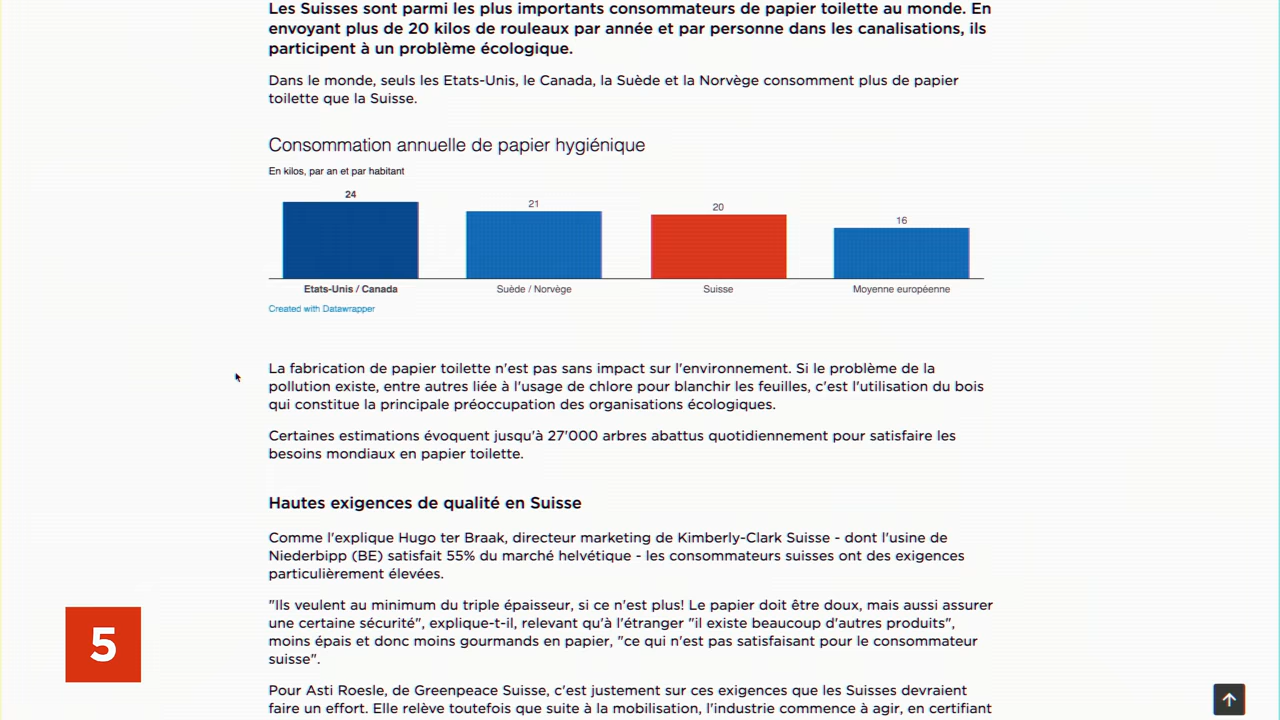 Les Suisses sont parmi les plus importants consommateurs de papier toilette au monde. En
envoyant plus de 20 kilos de rouleaux par année et par personne dans les canalisations, ils
participent à un problème écologique.
Dans le monde, seuls les Etats-Unis, le Canada, la Suède et la Norvège consomment plus de papier
toilette que la Suisse.
Consommation annuelle de papier hygiénique
En kilos, par an et par habitant
24
21
20
16
Etats-Unis / Canada
Suède / Norvège
Suisse
Moyenne européenne
Created with Datawrapper
La fabrication de papier toilette n'est pas sans impact sur l'environnement. Si le problème de la
pollution existe, entre autres liée à l'usage de chlore pour blanchir les feuilles, c'est l'utilisation du bois
qui constitue la principale préoccupation des organisations écologiques.
Certaines estimations évoquent jusqu'à 27'000 arbres abattus quotidiennement pour satisfaire les
besoins mondiaux en papier toilette.
Hautes exigences de qualité en Suisse
Comme l'explique Hugo ter Braak, directeur marketing de Kimberly-Clark Suisse - dont l'usine de
Niederbipp (BE) satisfait 55% du marché helvétique - les consommateurs suisses ont des exigences
particulièrement élevées.
"Ils veulent au minimum du triple épaisseur, si ce n'est plus! Le papier doit être doux, mais aussi assurer
une certaine sécurité", explique-t-il, relevant qu'à l'étranger "il existe beaucoup d'autres produits",
moins épais et donc moins gourmands en papier, "ce qui n'est pas satisfaisant pour le consommateur
suisse".
Pour Asti Roesle, de Greenpeace Suisse, c'est justement sur ces exigences que les Suisses devraient
faire un effort. Elle relève toutefois que suite à la mobilisation, l'industrie commence à agir, en certifiant
5